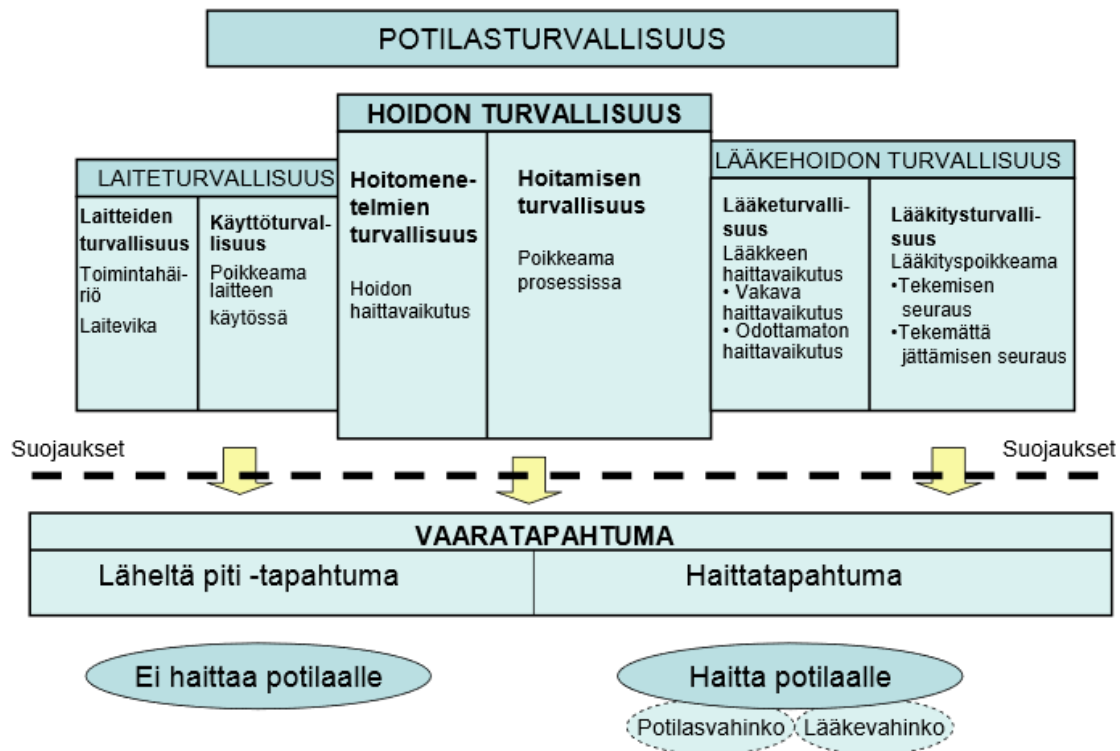 POTILASTURVALLISUUS
HOIDON TURVALLISUUS
LAITETURVALLISUUS
Laitteiden
turvallisuus
Toimintahäi-
riö
Laitevika
Käyttöturval-
lisuus
Poikkeama
laitteen
käytössä
Hoitomene-
telmien
turvallisuus
Hoidon
haittavaikutus
Hoitamisen
turvallisuus
Poikkeama
prosessissa
LÄÄKEHOIDON TURVALLISUUS
Lääketurvalli-
suus
Lääkkeen
haittavaikutus
• Vakava
haittavaikutus
• Odottamaton
haittavaikutus
Lääkitysturvalli-
suus
Lääkityspoikkeama
•Tekemisen
seuraus
•Tekemättä
jättämisen seuraus
Suojaukset
Suojaukset
VAARATAPAHTUMA
Läheltä piti -tapahtuma
Haittatapahtuma
Ei haittaa potilaalle
Haitta potilaalle
Potilasvahinko
Lääkevahinko